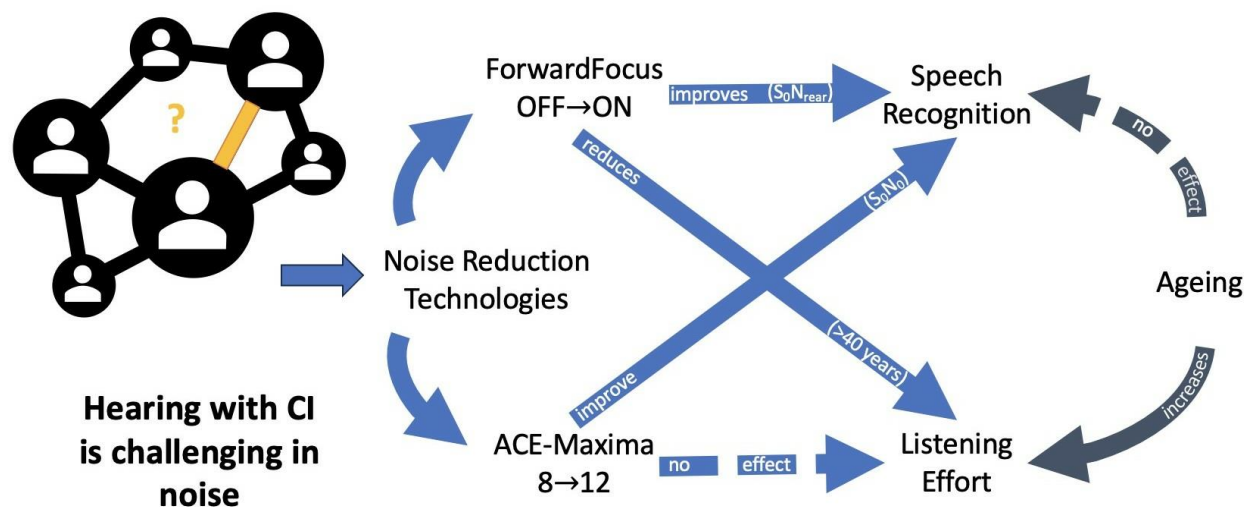 ?
Hearing with CI
is challenging in
noise
Noise Reduction
Technologies
ForwardFocus
OFF→ON
improves (S₀Nᵣₑₐᵣ)
Speech
Recognition
reduces
(>40 years)
improve
(S₀N₀)
ACE-Maxima
8→12
no effect
Listening
Effort
no
effect
Ageing
increases